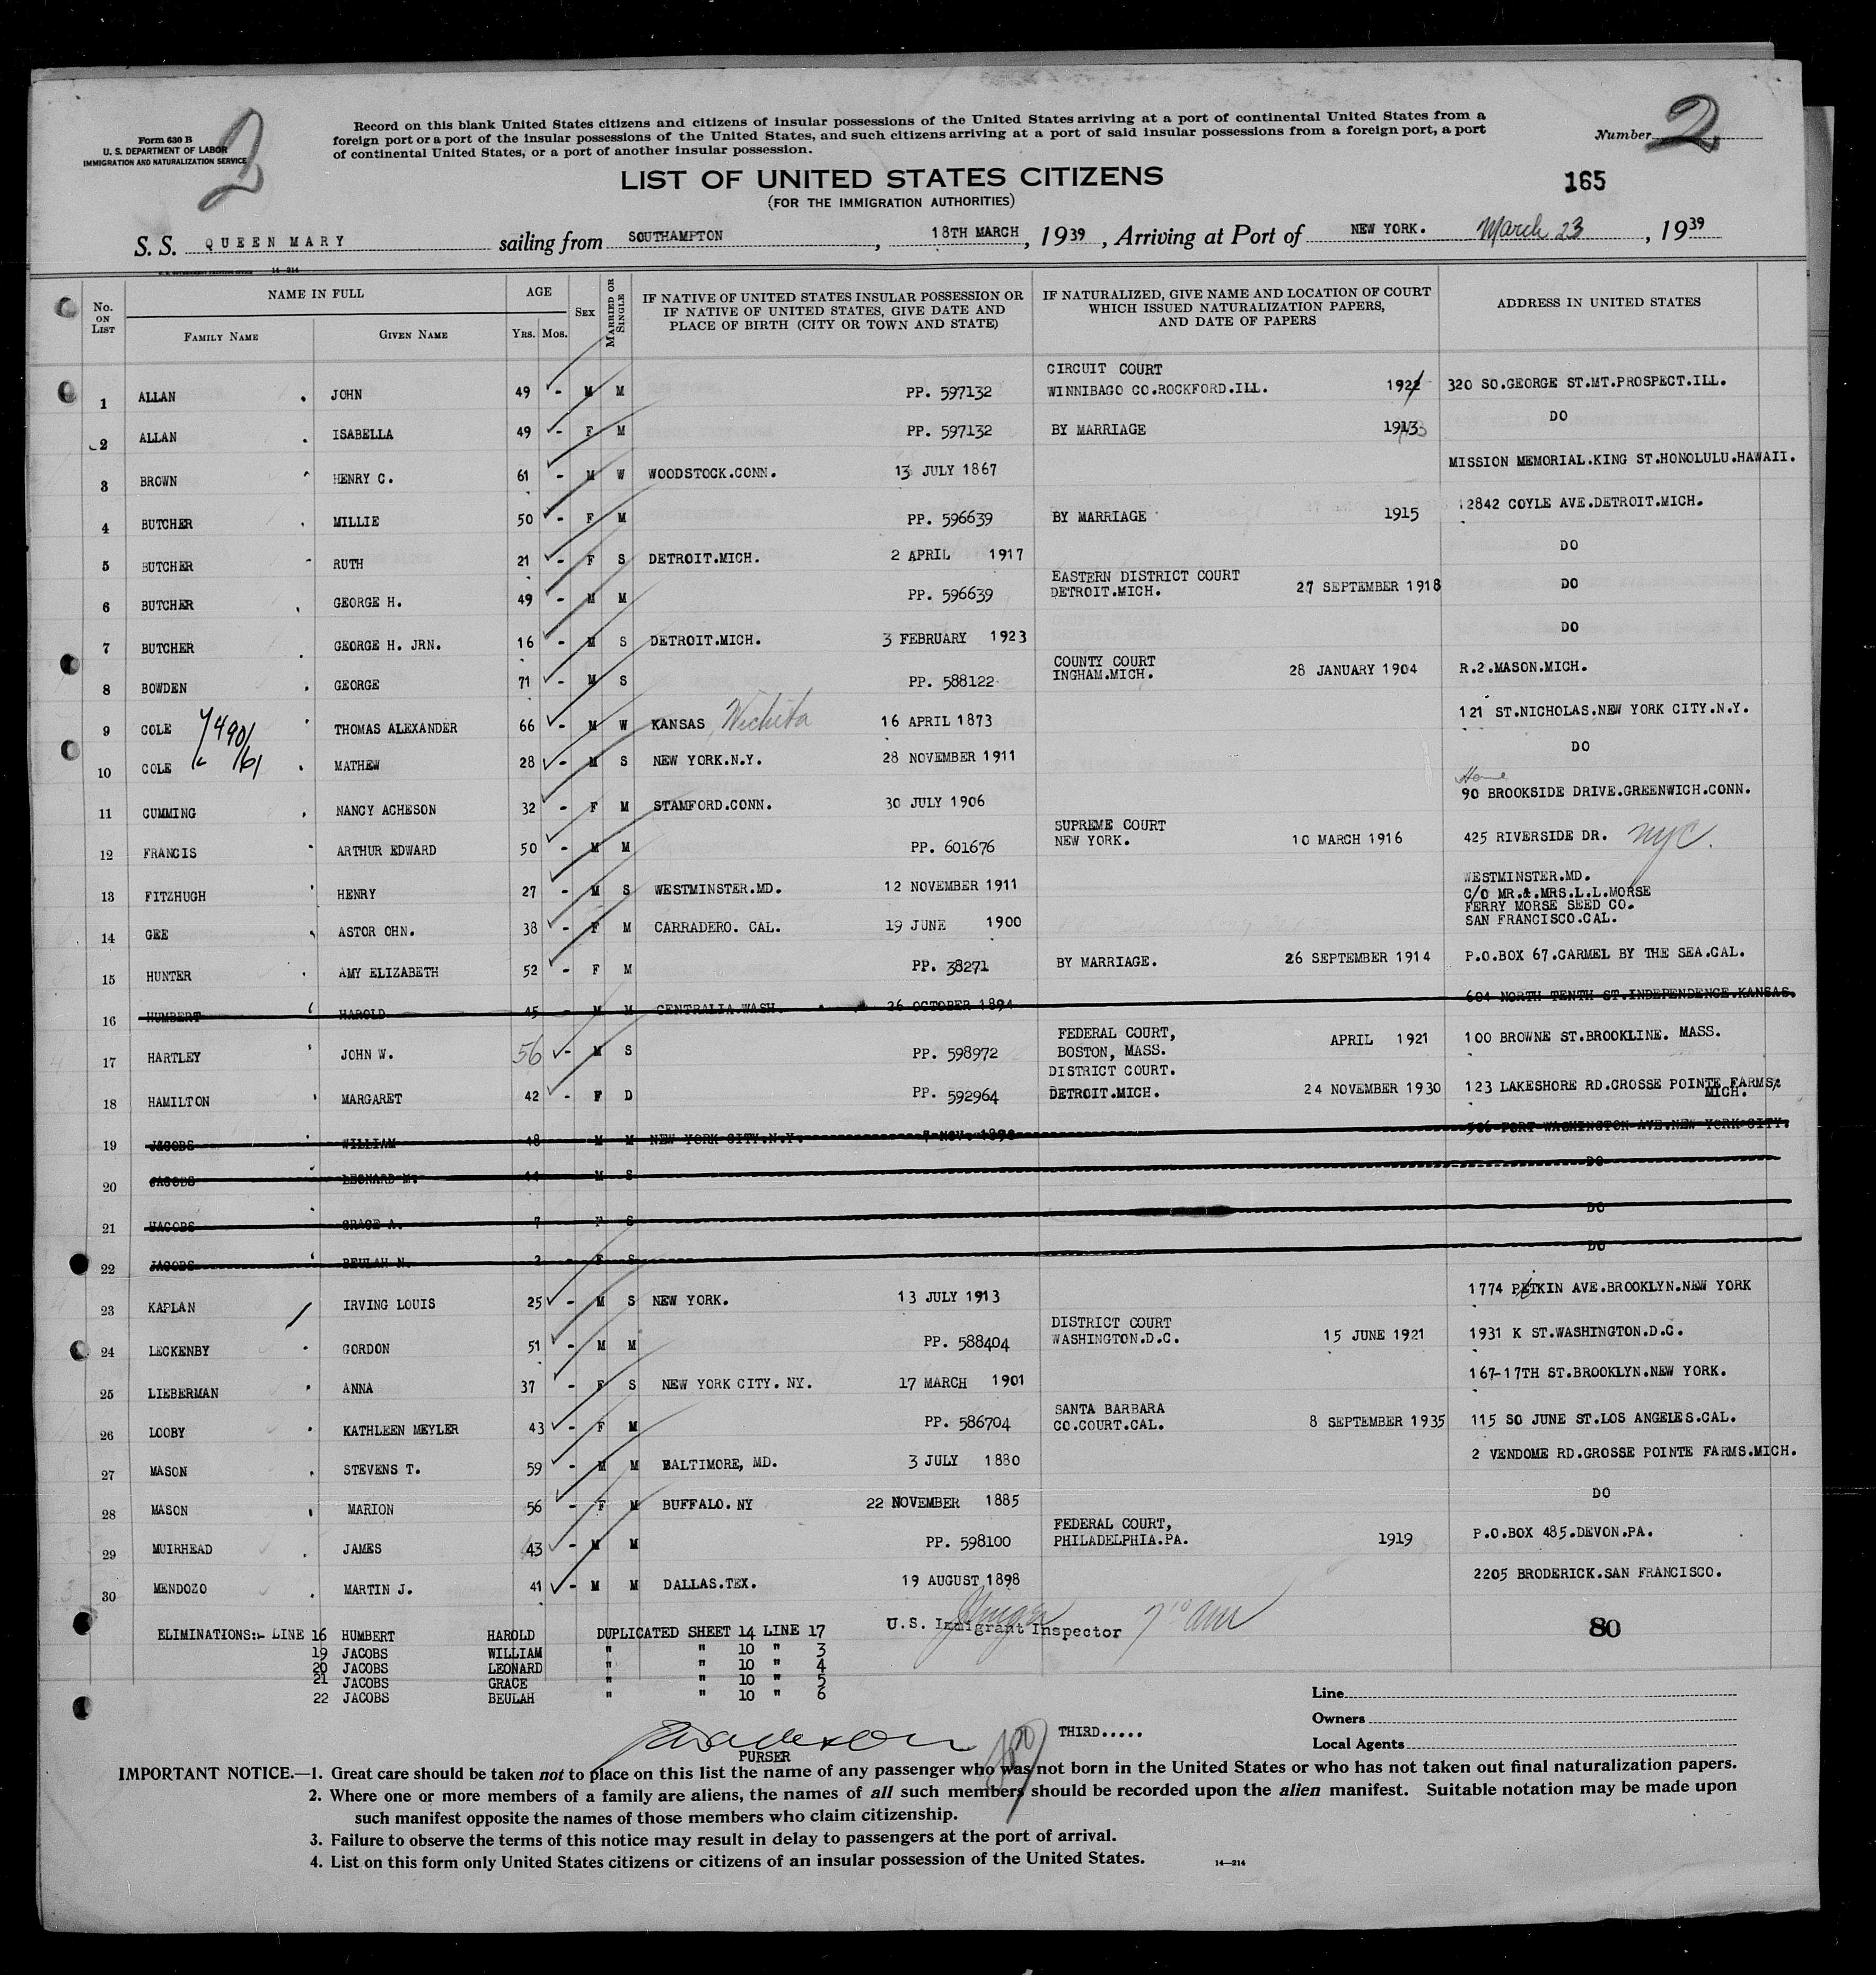 Form 630 B
U. S. DEPARTMENT OF LABOR
IMMIGRATION AND NATURALIZATION SERVICE
2
Record on this blank United States citizens and citizens of insular possessions of the United States arriving at a port of continental United States from a
foreign port or a port of the insular possessions of the United States, and such citizens arriving at a port of said insular possessions from a foreign port, a port
of continental United States, or a port of another insular possession.
Number 2
LIST OF UNITED STATES CITIZENS
(FOR THE IMMIGRATION AUTHORITIES)
165
S. S. QUEEN MARY sailing from SOUTHAMPTON, 18TH MARCH, 1939, Arriving at Port of NEW YORK. March 23, 1939
14-214
No. ON LIST NAME IN FULL FAMILY NAME GIVEN NAME AGE YRS. MOS. SEX MARRIED OR SINGLE IF NATIVE OF UNITED STATES INSULAR POSSESSION OR IF NATIVE OF UNITED STATES, GIVE DATE AND PLACE OF BIRTH (CITY OR TOWN AND STATE) IF NATURALIZED, GIVE NAME AND LOCATION OF COURT WHICH ISSUED NATURALIZATION PAPERS, AND DATE OF PAPERS ADDRESS IN UNITED STATES
1 ALLAN JOHN 49 - M M PP. 597132 CIRCUIT COURT WINNIBAGO CO.ROCKFORD.ILL. 1922 320 SO.GEORGE ST.MT.PROSPECT.ILL.
2 ALLAN ISABELLA 49 - F M PP. 597132 BY MARRIAGE 1913 DO
3 BROWN HENRY C. 61 - M W WOODSTOCK.CONN. 13 JULY 1867 MISSION MEMORIAL.KING ST.HONOLULU.HAWAII.
4 BUTCHER MILLIE 50 - F M PP. 596639 BY MARRIAGE 1915 12842 COYLE AVE.DETROIT.MICH.
5 BUTCHER RUTH 21 - F S DETROIT.MICH. 2 APRIL 1917 DO
6 BUTCHER GEORGE H. 49 - M M PP. 596639 EASTERN DISTRICT COURT DETROIT.MICH. 27 SEPTEMBER 1918 DO
7 BUTCHER GEORGE H. JRN. 16 - M S DETROIT.MICH. 3 FEBRUARY 1923 DO
8 BOWDEN GEORGE 71 - M S PP. 588122 COUNTY COURT INGHAM.MICH. 28 JANUARY 1904 R.2.MASON.MICH.
9 COLE THOMAS ALEXANDER 66 - M W KANSAS Wichita 16 APRIL 1873 121 ST.NICHOLAS.NEW YORK CITY.N.Y.
10 COLE MATHEW 28 - M S NEW YORK.N.Y. 28 NOVEMBER 1911 DO
11 CUMMING NANCY ACHESON 32 - F M STAMFORD.CONN. 30 JULY 1906 Home 90 BROOKSIDE DRIVE.GREENWICH.CONN.
12 FRANCIS ARTHUR EDWARD 50 - M M PP. 601676 SUPREME COURT NEW YORK. 10 MARCH 1916 425 RIVERSIDE DR. NYC.
13 FITZHUGH HENRY 27 - M S WESTMINSTER.MD. 12 NOVEMBER 1911 WESTMINSTER.MD.
14 GEE ASTOR OHN. 38 - F M CARRADERO. CAL. 19 JUNE 1900 C/O MR.&.MRS.L.L.MORSE FERRY MORSE SEED CO. SAN FRANCISCO.CAL.
15 HUNTER AMY ELIZABETH 52 - F M PP. 38271 BY MARRIAGE. 26 SEPTEMBER 1914 P.O.BOX 67.CARMEL BY THE SEA.CAL.
16 HUMBERT HAROLD 45 - M M CENTRALIA.WASH. 26 OCTOBER 1894 604 NORTH TENTH ST.INDEPENDENCE.KANSAS.
17 HARTLEY JOHN W. 56 - M S PP. 598972 FEDERAL COURT, BOSTON, MASS. APRIL 1921 100 BROWNE ST.BROOKLINE. MASS.
18 HAMILTON MARGARET 42 - F D PP. 592964 DISTRICT COURT. DETROIT.MICH. 24 NOVEMBER 1930 123 LAKESHORE RD.GROSSE POINTE FARMS. MICH.
19 JACOBS WILLIAM 48 M M NEW YORK CITY.N.Y. 7 NOV. PORT WASHINGTON AVE.NEW YORK CITY.
20 JACOBS LEONARD M. M S DO
21 JACOBS GRACE A. 7 F S DO
22 JACOBS BEULAH N. - F S DO
23 KAPLAN IRVING LOUIS 25 - M S NEW YORK. 13 JULY 1913 1774 PITKIN AVE.BROOKLYN.NEW YORK
24 LECKENBY GORDON 51 - M M PP. 588404 DISTRICT COURT WASHINGTON.D.C. 15 JUNE 1921 1931 K ST.WASHINGTON.D.C.
25 LIEBERMAN ANNA 37 - F S NEW YORK CITY. NY. 17 MARCH 1901 167-17TH ST.BROOKLYN.NEW YORK.
26 LOOBY KATHLEEN MEYLER 43 - F M PP. 586704 SANTA BARBARA CO.COURT.CAL. 8 SEPTEMBER 1935 115 SO JUNE ST.LOS ANGELES.CAL.
27 MASON STEVENS T. 59 - M M BALTIMORE, MD. 3 JULY 1880 2 VENDOME RD.GROSSE POINTE FARMS.MICH.
28 MASON MARION 56 - F M BUFFALO. NY 22 NOVEMBER 1885 DO
29 MUIRHEAD JAMES 43 - M M PP. 598100 FEDERAL COURT, PHILADELPHIA.PA. 1919 P.O.BOX 485.DEVON.PA.
30 MENDOZO MARTIN J. 41 - M M DALLAS.TEX. 19 AUGUST 1898 2205 BRODERICK.SAN FRANCISCO.
ELIMINATIONS:- LINE 16 HUMBERT HAROLD DUPLICATED SHEET 14 LINE 17
19 JACOBS WILLIAM " " 10 " 3
20 JACOBS LEONARD " " 10 " 4
21 JACOBS GRACE " " 10 " 5
22 JACOBS BEULAH " " 10 " 6
U.S. Immigrant Inspector 7 10 am
80
Line
Owners
Local Agents
THIRD.....
PURSER
IMPORTANT NOTICE.—1. Great care should be taken not to place on this list the name of any passenger who was not born in the United States or who has not taken out final naturalization papers.
2. Where one or more members of a family are aliens, the names of all such members should be recorded upon the alien manifest. Suitable notation may be made upon
such manifest opposite the names of those members who claim citizenship.
3. Failure to observe the terms of this notice may result in delay to passengers at the port of arrival.
4. List on this form only United States citizens or citizens of an insular possession of the United States.
14—214